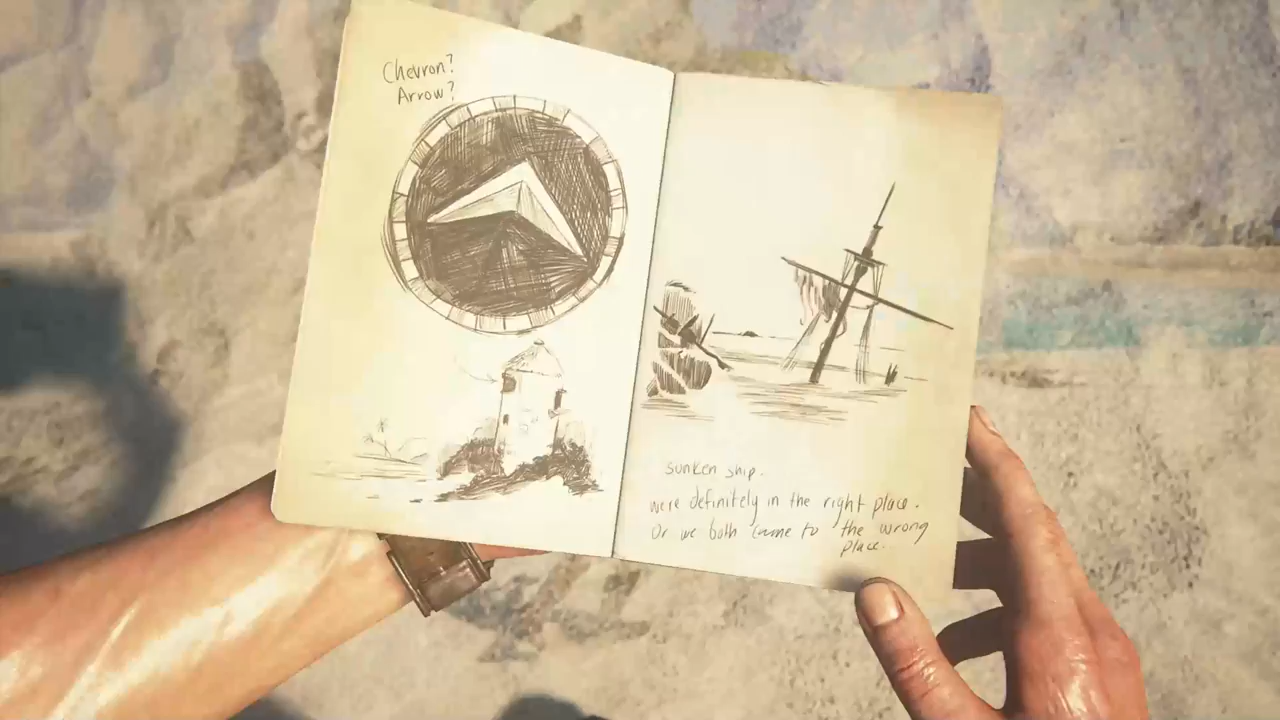 Chevron?
Arrow?
sunken ship.
we're definitely in the right place.
Or we both came to the wrong
place.